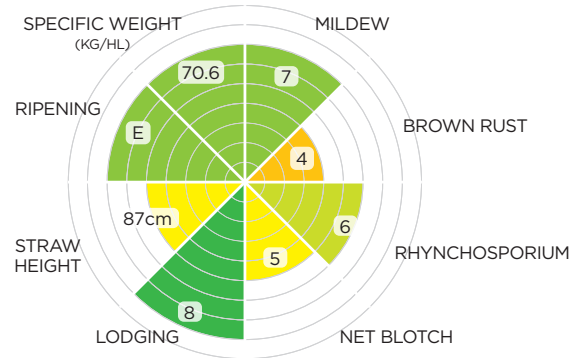 SPECIFIC WEIGHT
(KG/HL)
MILDEW
70.6
7
RIPENING
E
BROWN RUST
4
87cm
6
STRAW
HEIGHT
RHYNCHOSPORIUM
5
8
LODGING
NET BLOTCH